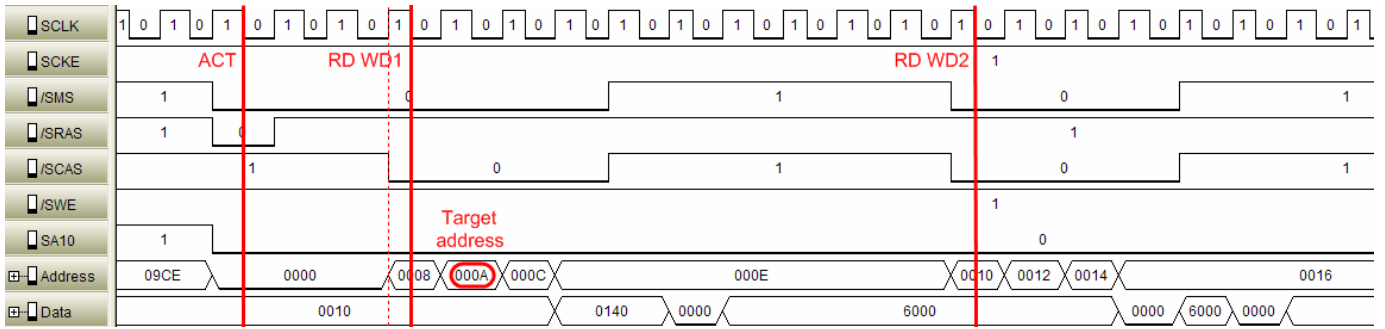 SCLK 1 0 1 0 1 0 1 0 1 0 1 0 1 0 1 0 1 0 1 0 1 0 1 0 1 0 1 0 1 0 1 0 1 0 1 0 1 0 1 0 1 0 1 0 1
SCKE ACT RD WD1 RD WD2 1
/SMS 1 0 1 0 1
/SRAS 1 0 1
/SCAS 1 0 1 0 1
/SWE 1
Target
SA10 1 address 0
Address 09CE 0000 0008 000A 000C 000E 0010 0012 0014 0016
Data 0010 0140 0000 6000 0000 6000 0000